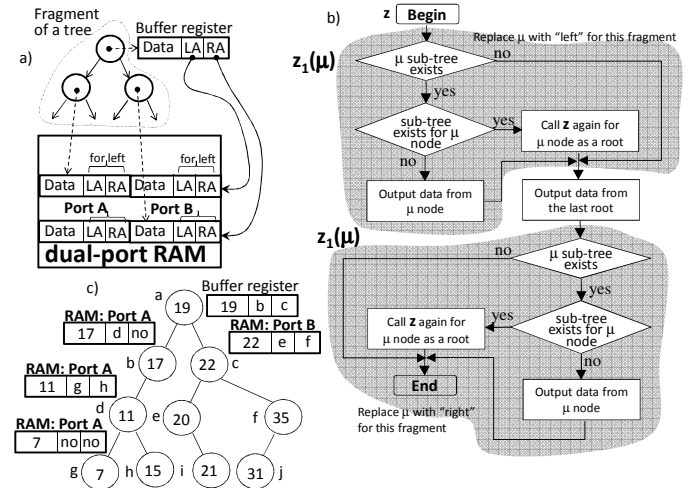 Fragment
of a tree
a)
Buffer register
Data LA RA
for left for left
Data LA RA Data LA RA
Port A Port B
Data LA RA Data LA RA
dual-port RAM
b)
z Begin
Replace μ with "left" for this fragment
z1(μ)
μ sub-tree
exists
no
yes
sub-tree
exists for μ
node
yes
Call z again for
μ node as a root
no
Output data from
μ node
Output data from
the last root
z1(μ)
no
μ sub-tree
exists
yes
Call z again for
μ node as a root
yes
sub-tree
exists for μ
node
no
End
Replace μ with "right"
for this fragment
Output data from
μ node
c)
Buffer register
a 19
19 b c
RAM: Port A
17 d no
RAM: Port B
22 e f
b 17
22 c
RAM: Port A
11 g h
d 11
e 20
f 35
RAM: Port A
7 no no
g 7
h 15
i 21
31 j